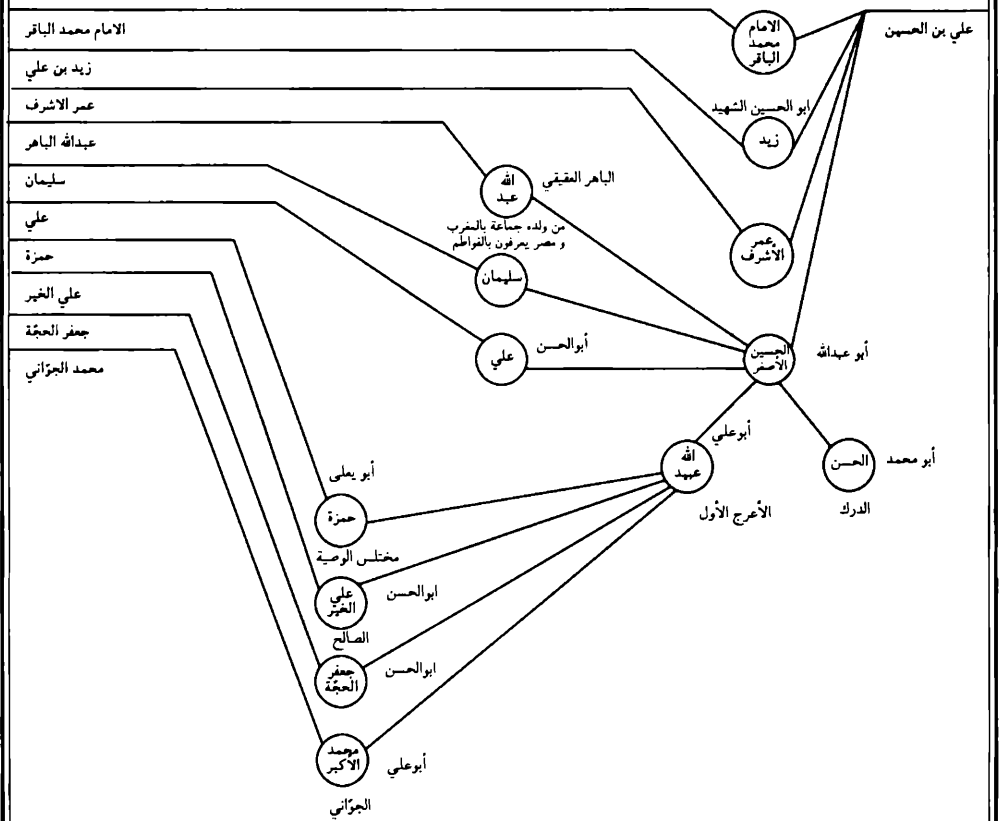 علي بن الحسين
الامام
محمد
الباقر
الامام محمد الباقر
زيد بن علي
عمر الاشرف
عبدالله الباهر
سليمان
علي
حمزة
علي الخير
جعفر الحجّة
محمد الجوّاني
ابو الحسين الشهيد
زيد
عمر
الأشرف
الباهر العقيقي
الله
عبد
من ولده جماعة بالمغرب
و مصر يعرفون بالفواطم
سليمان
أبوالحسن
علي
أبو عبدالله
الحسين
الأصغر
أبوعلي
الله
عبيد
الأعرج الأول
أبو محمد
الحسن
الدرك
أبو يعلى
حمزة
مختلس الوصية
ابوالحسن
علي
الخير
الصالح
ابوالحسن
جعفر
الحجّة
محمد
الأكبر
أبوعلي
الجوّاني